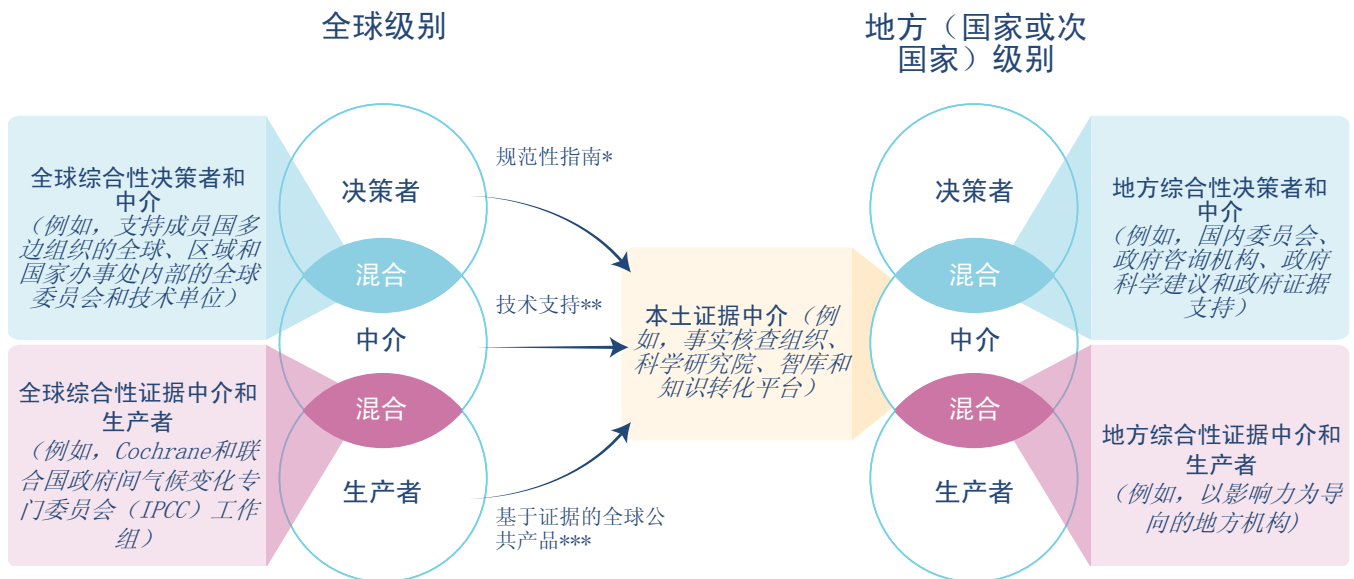 全球级别
地方（国家或次
国家）级别
全球综合性决策者和
中介
（例如，支持成员国多
边组织的全球、区域和
国家办事处内部的全球
委员会和技术单位）
全球综合性证据中介和
生产者
（例如，Cochrane和联
合国政府间气候变化专
门委员会（IPCC）工作
组）
决策者
混合
中介
混合
生产者
规范性指南*
技术支持**
基于证据的全球公
共产品***
本土证据中介（例
如，事实核查组织、
科学研究院、智库和
知识转化平台）
决策者
混合
中介
混合
生产者
地方综合性决策者和
中介
（例如，国内委员会、
政府咨询机构、政府
科学建议和政府证据
支持）
地方综合性证据中介和
生产者
（例如，以影响力为导
向的地方机构)